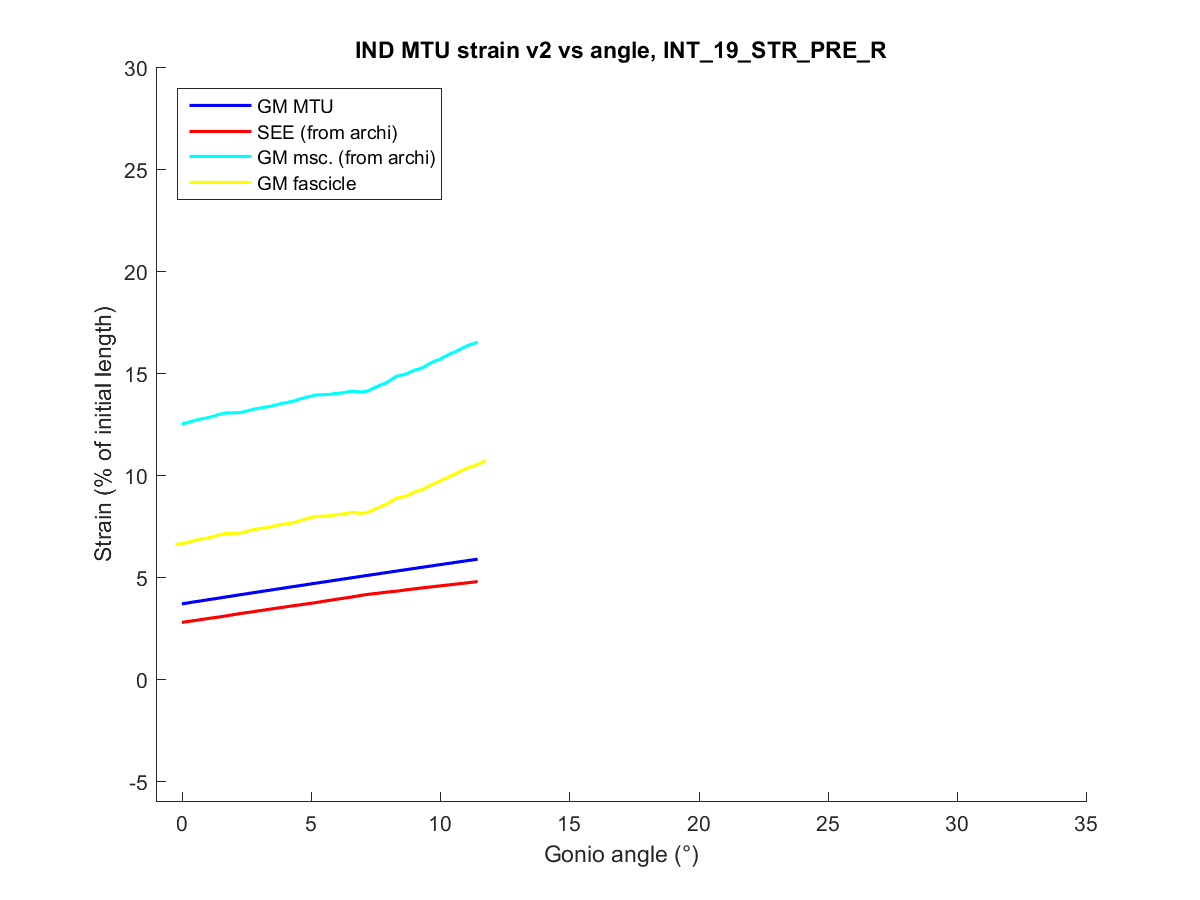 IND MTU strain v2 vs angle, INT_19_STR_PRE_R
GM MTU
SEE (from archi)
GM msc. (from archi)
GM fascicle
30
25
20
15
10
5
0
-5
Strain (% of initial length)
0 5 10 15 20 25 30 35
Gonio angle (°)